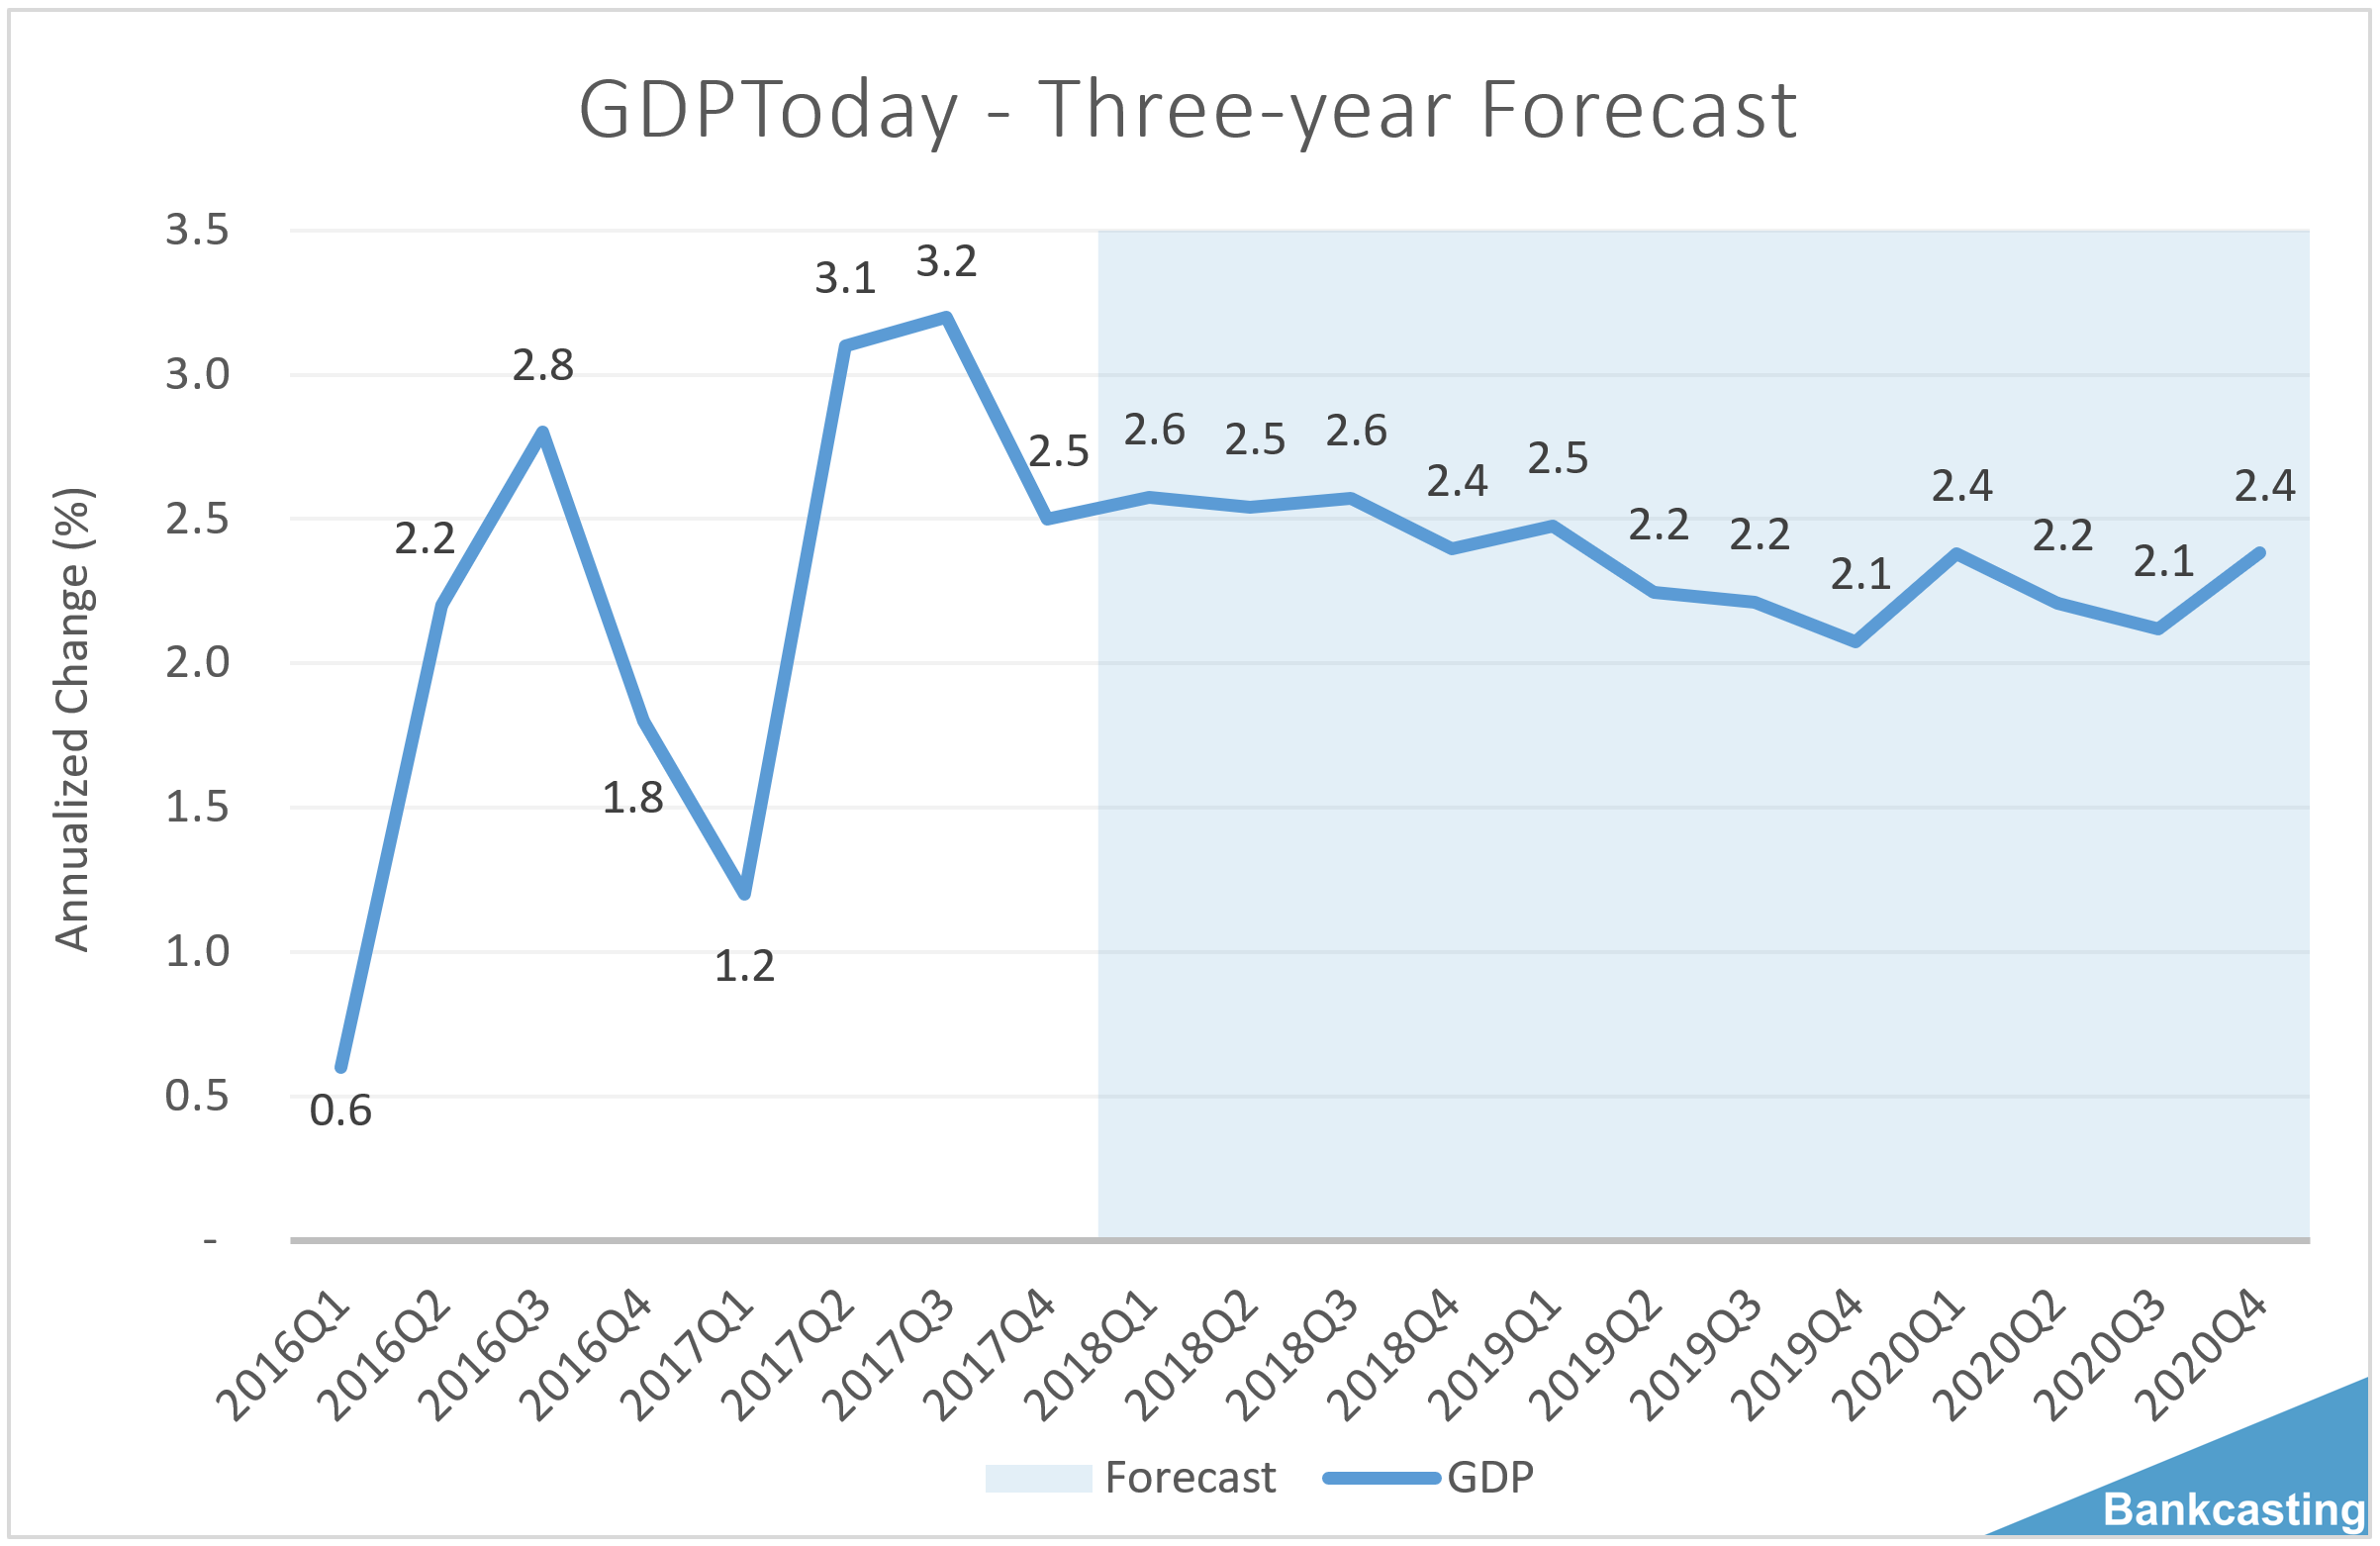 GDPToday - Three-year Forecast
Annualized Change (%)
3.5
3.0
2.5
2.0
1.5
1.0
0.5
-
0.6
2.2
2.8
1.8
1.2
3.1
3.2
2.5
2.6
2.5
2.6
2.4
2.5
2.2
2.2
2.1
2.4
2.2
2.1
2.4
2016Q1
2016Q2
2016Q3
2016Q4
2017Q1
2017Q2
2017Q3
2017Q4
2018Q1
2018Q2
2018Q3
2018Q4
2019Q1
2019Q2
2019Q3
2019Q4
2020Q1
2020Q2
2020Q3
2020Q4
Forecast
GDP
Bankcasting